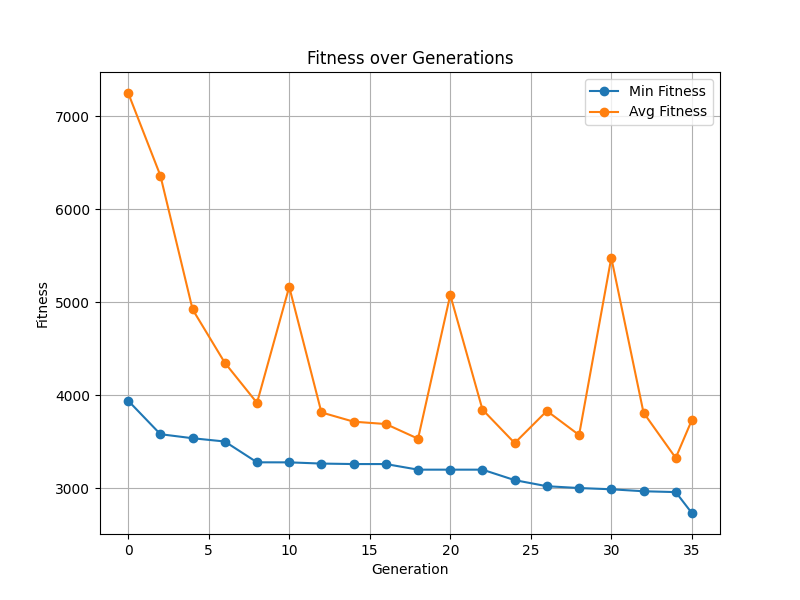 Fitness over Generations
Min Fitness
Avg Fitness
7000
6000
5000
4000
3000
Fitness
0 5 10 15 20 25 30 35
Generation